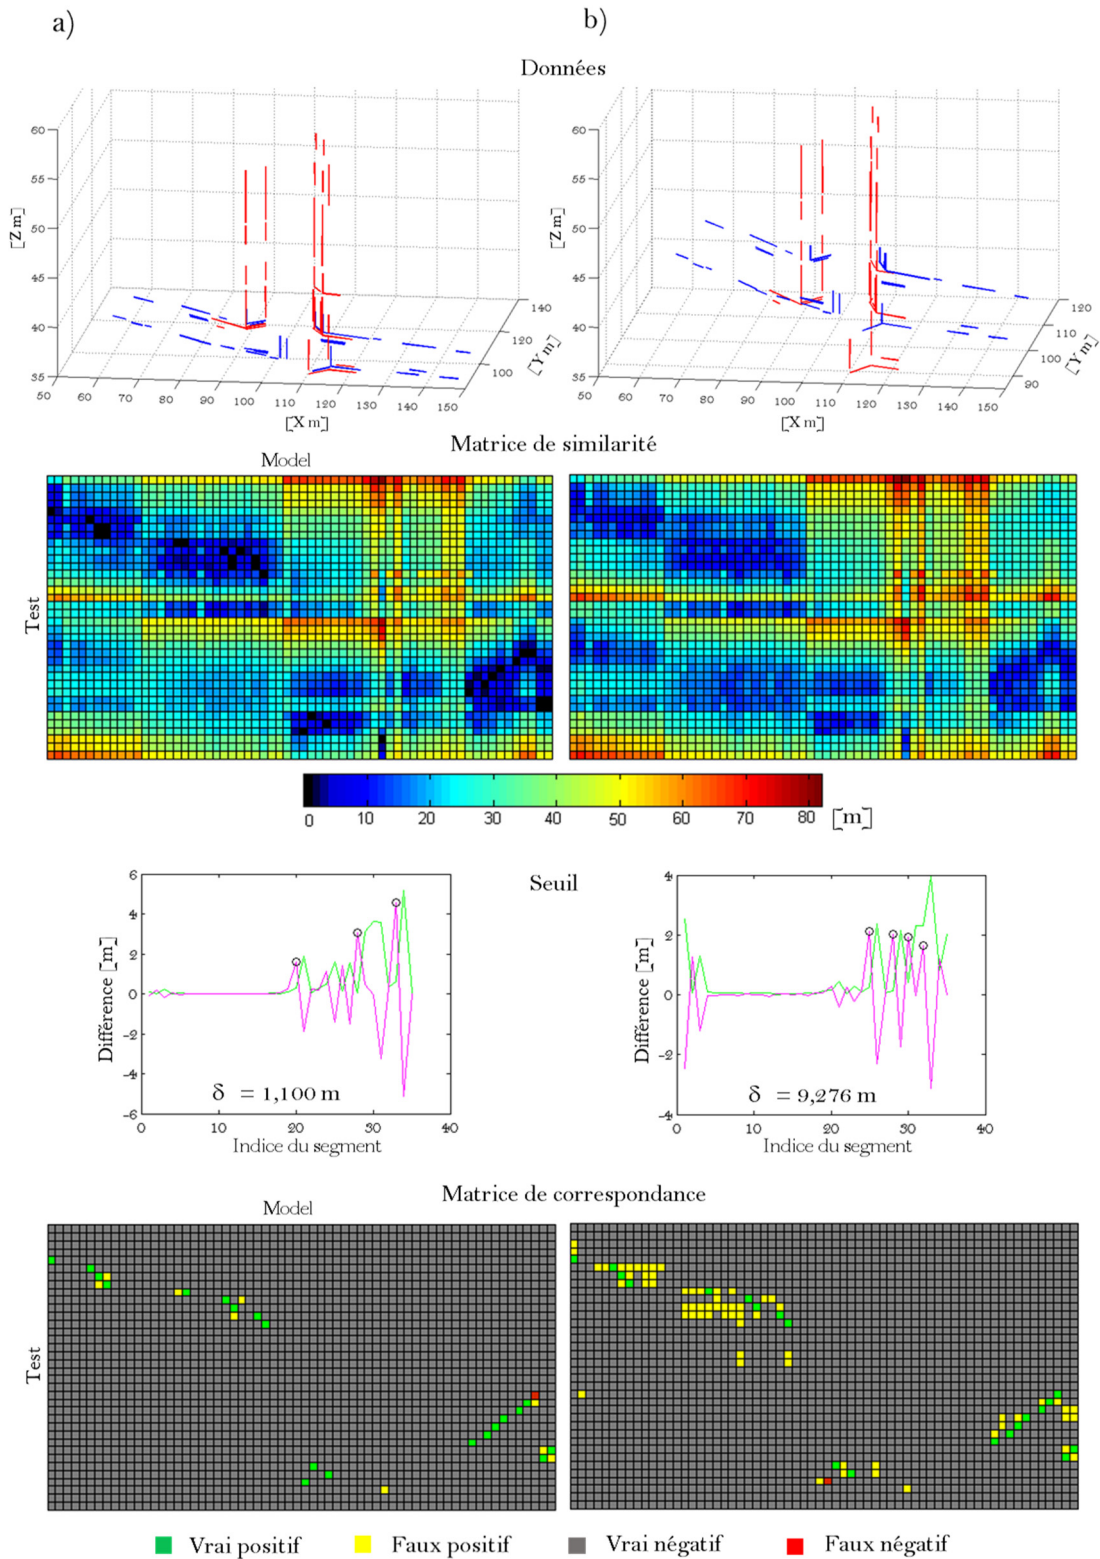 a)
b)
Données
60
55
50
45
40
35
[Z m]
50
60
70
80
90
100
110
120
130
140
150
[X m]
100
120
140
[Y m]
60
55
50
45
40
35
[Z m]
50
60
70
80
90
100
110
120
130
140
150
[X m]
90
100
110
120
[Y m]
Matrice de similarité
Model
Test
0
10
20
30
40
50
60
70
80
[m]
Seuil
6
4
2
0
-2
-4
-6
Différence [m]
δ = 1,100 m
0
10
20
30
40
Indice du segment
4
2
0
-2
-4
Différence [m]
δ = 9,276 m
0
10
20
30
40
Indice du segment
Matrice de correspondance
Model
Test
Vrai positif
Faux positif
Vrai négatif
Faux négatif